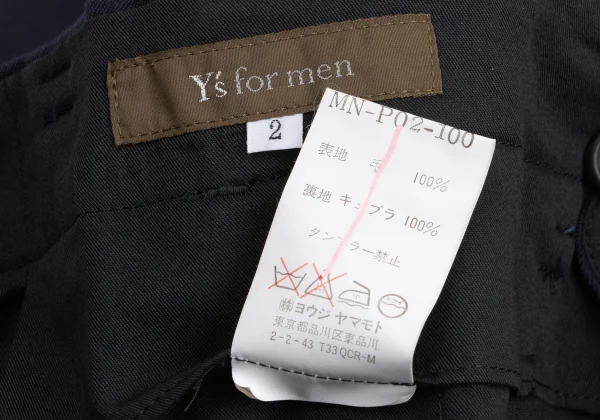 Y's for men
2
MN-P02-100
表地 毛 100%
裏地 キュプラ 100%
タンブラー禁止
㈱ヨウジヤマモト
東京都品川区東品川
2-2-43 T33QCR-M